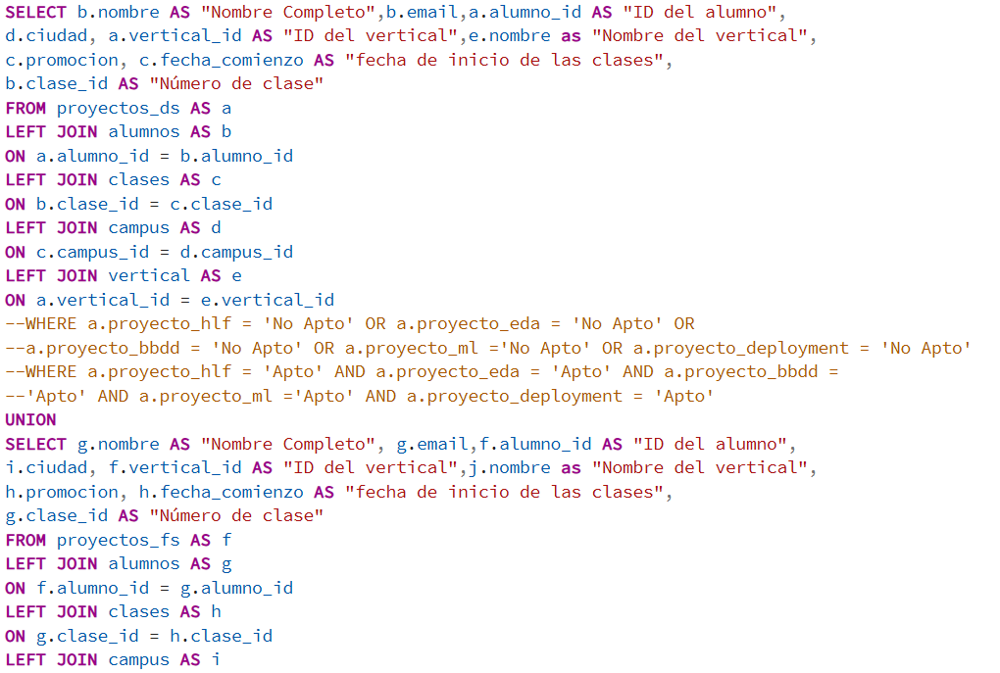 SELECT b.nombre AS "Nombre Completo",b.email,a.alumno_id AS "ID del alumno",
d.ciudad, a.vertical_id AS "ID del vertical",e.nombre as "Nombre del vertical",
c.promocion, c.fecha_comienzo AS "fecha de inicio de las clases",
b.clase_id AS "Número de clase"
FROM proyectos_ds AS a
LEFT JOIN alumnos AS b
ON a.alumno_id = b.alumno_id
LEFT JOIN clases AS c
ON b.clase_id = c.clase_id
LEFT JOIN campus AS d
ON c.campus_id = d.campus_id
LEFT JOIN vertical AS e
ON a.vertical_id = e.vertical_id
--WHERE a.proyecto_hlf = 'No Apto' OR a.proyecto_eda = 'No Apto' OR
--a.proyecto_bbdd = 'No Apto' OR a.proyecto_ml ='No Apto' OR a.proyecto_deployment = 'No Apto'
--WHERE a.proyecto_hlf = 'Apto' AND a.proyecto_eda = 'Apto' AND a.proyecto_bbdd =
--'Apto' AND a.proyecto_ml ='Apto' AND a.proyecto_deployment = 'Apto'
UNION
SELECT g.nombre AS "Nombre Completo", g.email,f.alumno_id AS "ID del alumno",
i.ciudad, f.vertical_id AS "ID del vertical",j.nombre as "Nombre del vertical",
h.promocion, h.fecha_comienzo AS "fecha de inicio de las clases",
g.clase_id AS "Número de clase"
FROM proyectos_fs AS f
LEFT JOIN alumnos AS g
ON f.alumno_id = g.alumno_id
LEFT JOIN clases AS h
ON g.clase_id = h.clase_id
LEFT JOIN campus AS i